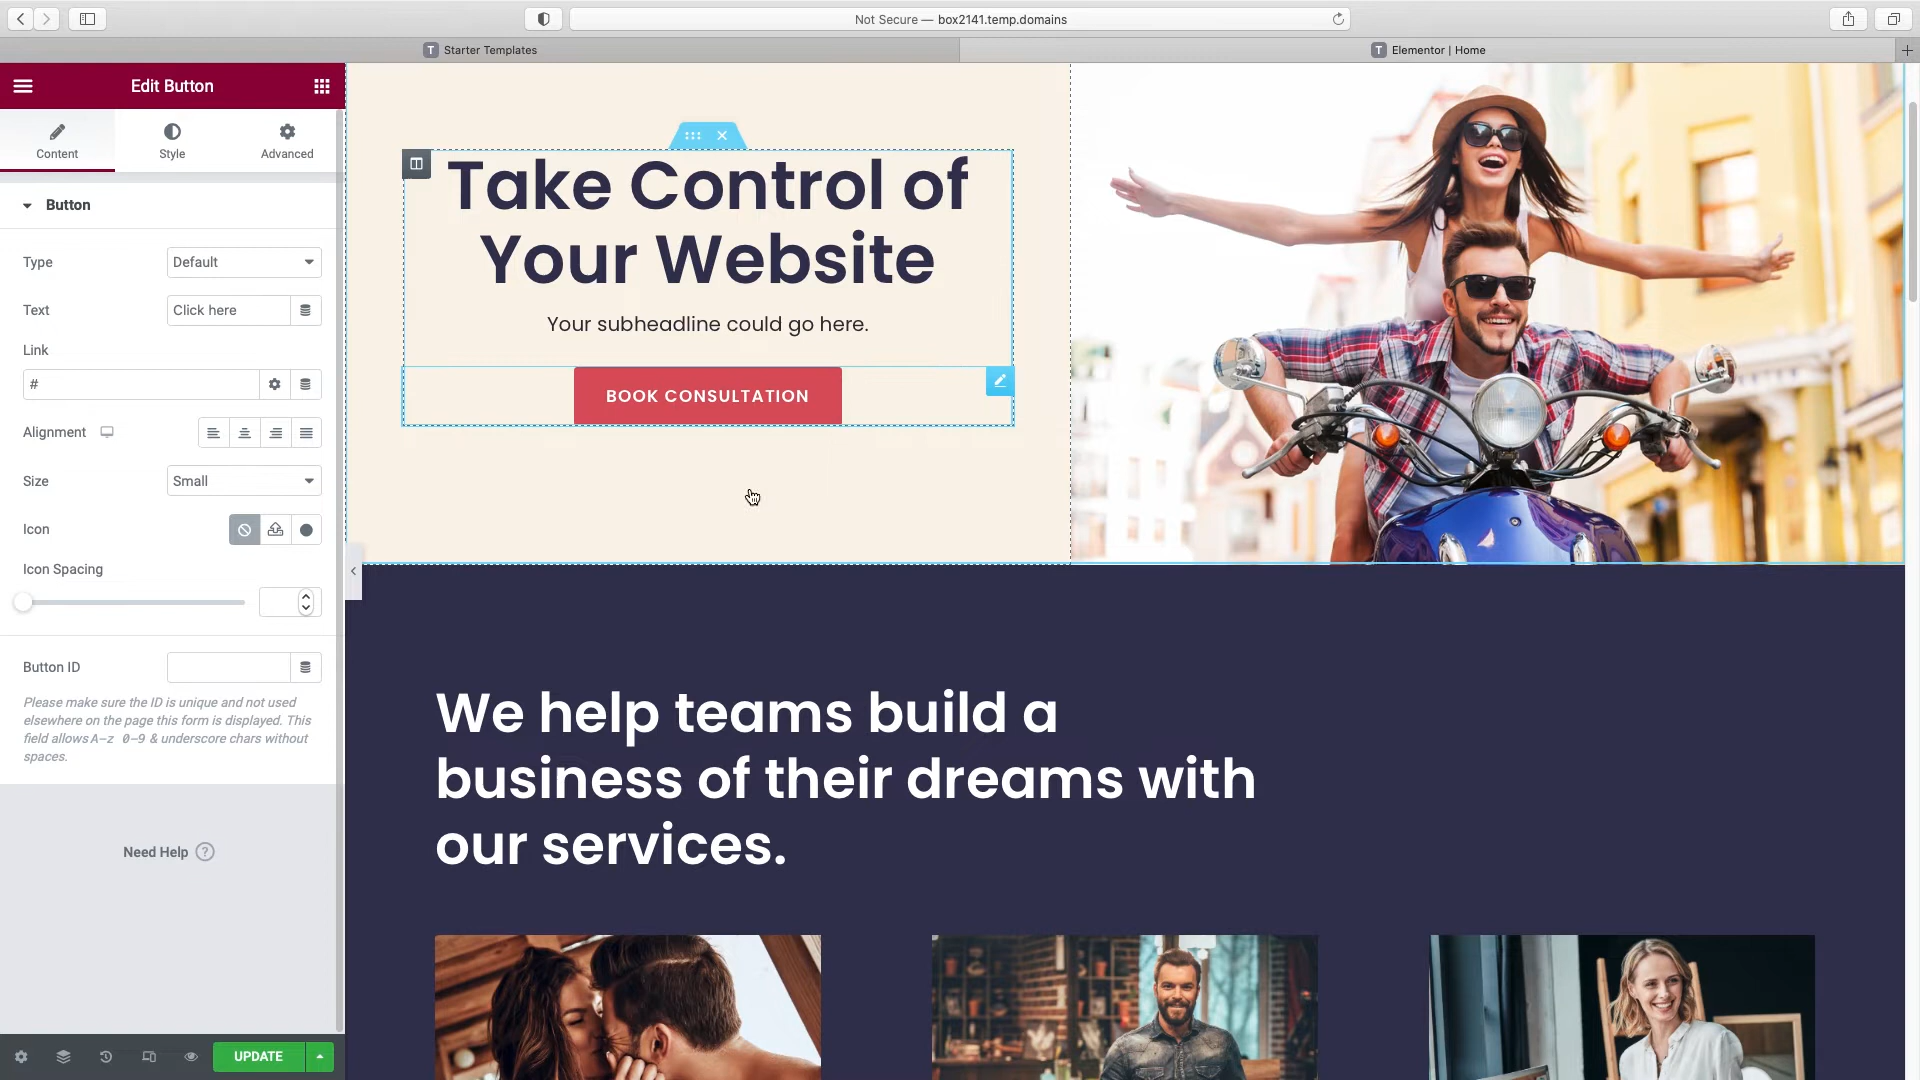 Not Secure — box2141.temp.domains
T Starter Templates
T Elementor | Home
Edit Button
Content
Style
Advanced
Button
Type
Default
Text
Click here
Link
#
Alignment
Size
Small
Icon
Icon Spacing
Button ID
Please make sure the ID is unique and not used
elsewhere on the page this form is displayed. This
field allows A–z 0–9 & underscore chars without
spaces.
Need Help ?
UPDATE
Take Control of
Your Website
Your subheadline could go here.
BOOK CONSULTATION
We help teams build a
business of their dreams with
our services.